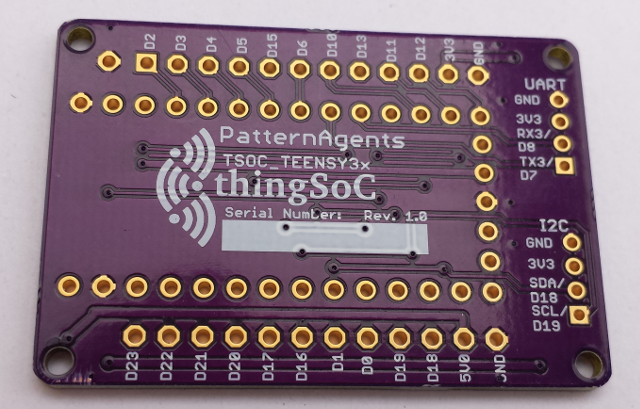 D2 D3 D4 D5 D15 D6 D10 D13 D11 D12 3V3 GND
UART
GND
3V3
RX3/
D8
TX3/
D7
PatternAgents
TSOC_TEENSY3x
thingSoC
Serial Number: Rev. 1.0
I2C
GND
3V3
SDA/
D18
SCL/
D19
D23 D22 D21 D20 D17 D16 D1 D0 D19 D18 5V0 GND